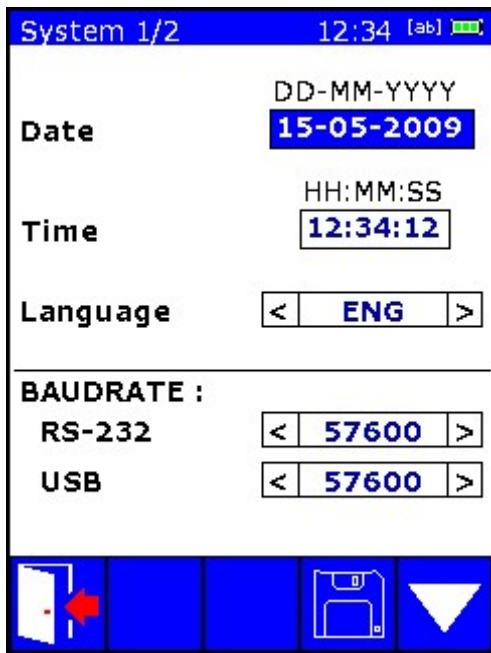 System 1/2 12:34 [ab]
DD-MM-YYYY
Date 15-05-2009
HH:MM:SS
Time 12:34:12
Language < ENG >
BAUDRATE :
RS-232 < 57600 >
USB < 57600 >